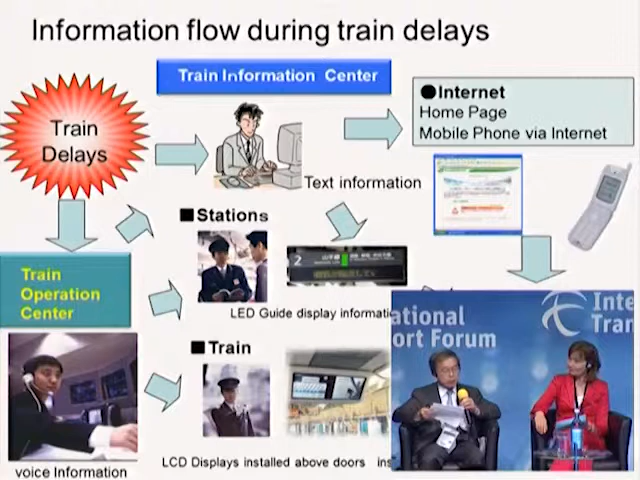 Information flow during train delays
Train Information Center
Train
Delays
●Internet
Home Page
Mobile Phone via Internet
Text information
■Stations
2
LED Guide display informati
Train
Operation
Center
■Train
voice Information
LCD Displays installed above doors ins
ational
ort Forum
Inte
Tran